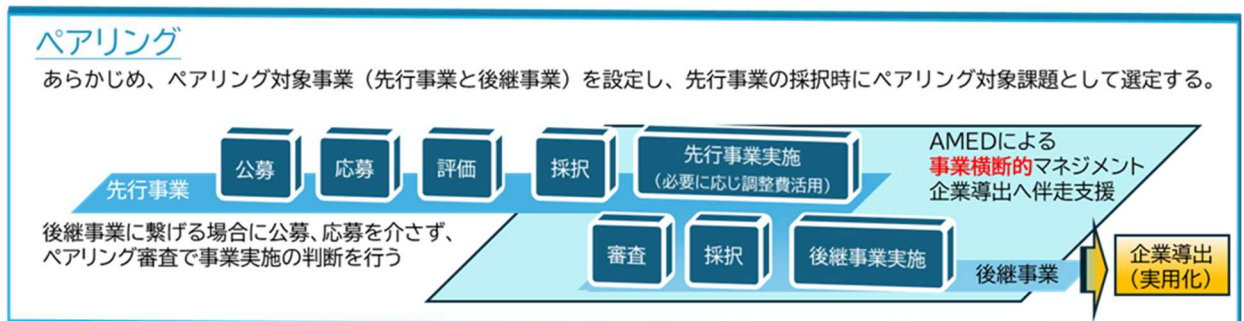 ペアリング
あらかじめ、ペアリング対象事業（先行事業と後継事業）を設定し、先行事業の採択時にペアリング対象課題として選定する。
先行事業
公募
応募
評価
採択
先行事業実施
（必要に応じ調整費活用）
AMEDによる
事業横断的マネジメント
企業導出へ伴走支援
後継事業に繋げる場合に公募、応募を介さず、
ペアリング審査で事業実施の判断を行う
審査
採択
後継事業実施
後継事業
企業導出
（実用化）